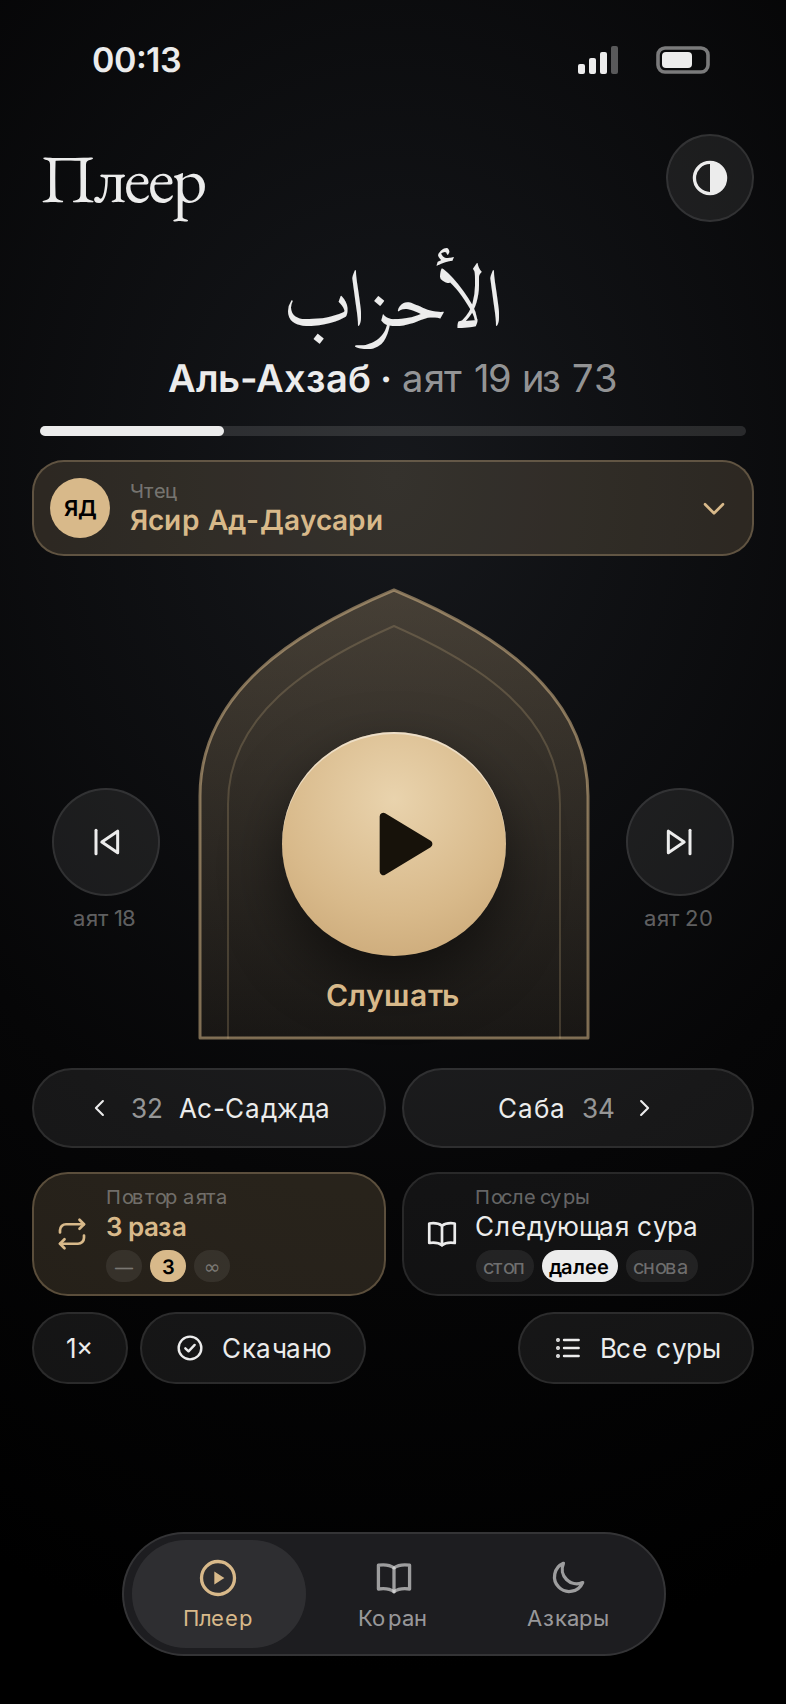 00:13
Плеер
الأحزاب
Аль-Ахзаб · аят 19 из 73
ЯД
Чтец
Ясир Ад-Даусари
аят 18
аят 20
Слушать
32 Ас-Саджда
Саба 34
Повтор аята
3 раза
— 3 ∞
После суры
Следующая сура
стоп далее снова
1×
Скачано
Все суры
Плеер
Коран
Азкары